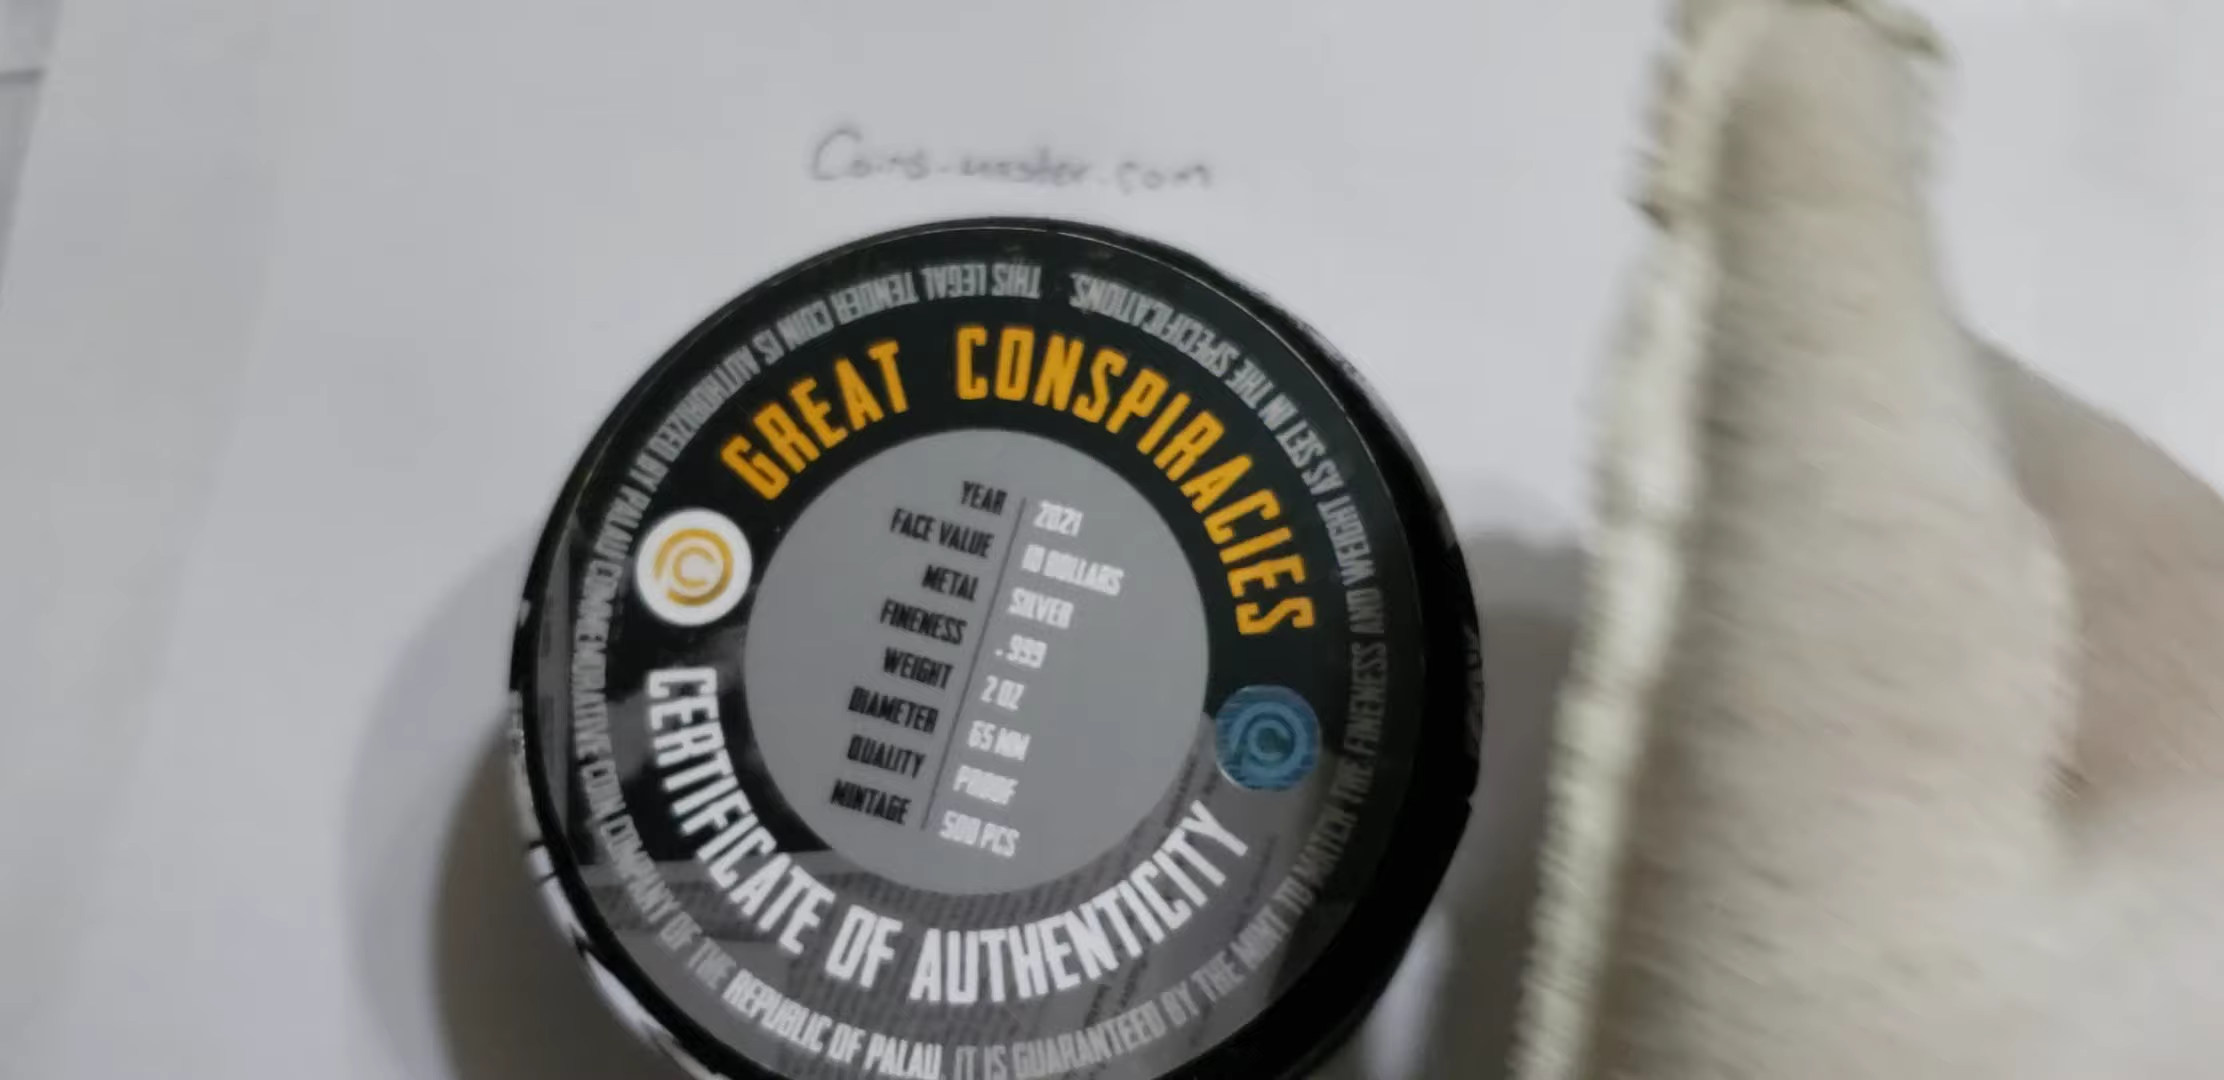 Coins-master.com
GREAT CONSPIRACIES
YEAR 2021
FACE VALUE 10 DOLLARS
METAL SILVER
FINENESS .999
WEIGHT 2 OZ
DIAMETER 65 MM
QUALITY PROOF
MINTAGE 500 PCS
CERTIFICATE OF AUTHENTICITY
THIS LEGAL TENDER COIN IS AUTHORIZED BY PALAU COMMEMORATIVE COIN COMPANY OF THE REPUBLIC OF PALAU. IT IS GUARANTEED BY THE MINT TO MATCH THE FINENESS AND WEIGHT AS SET IN THE SPECIFICATIONS.